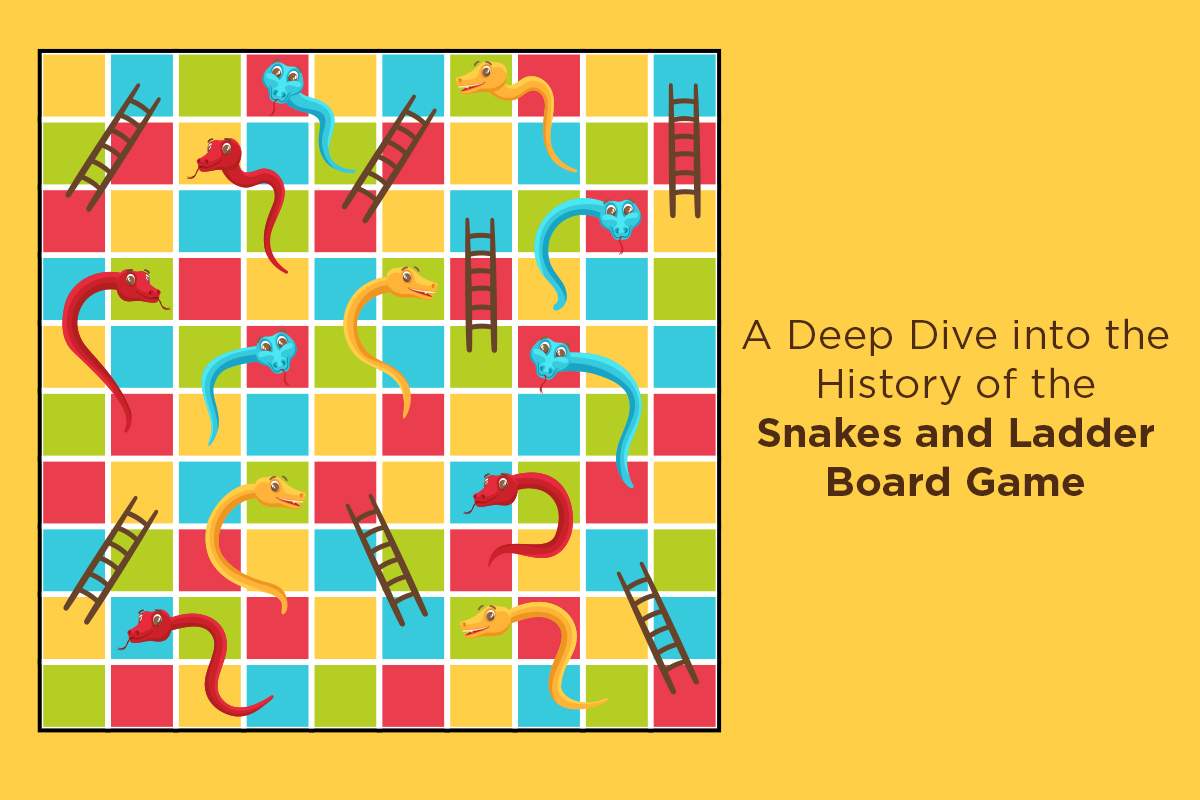 A Deep Dive into the
History of the
Snakes and Ladder
Board Game